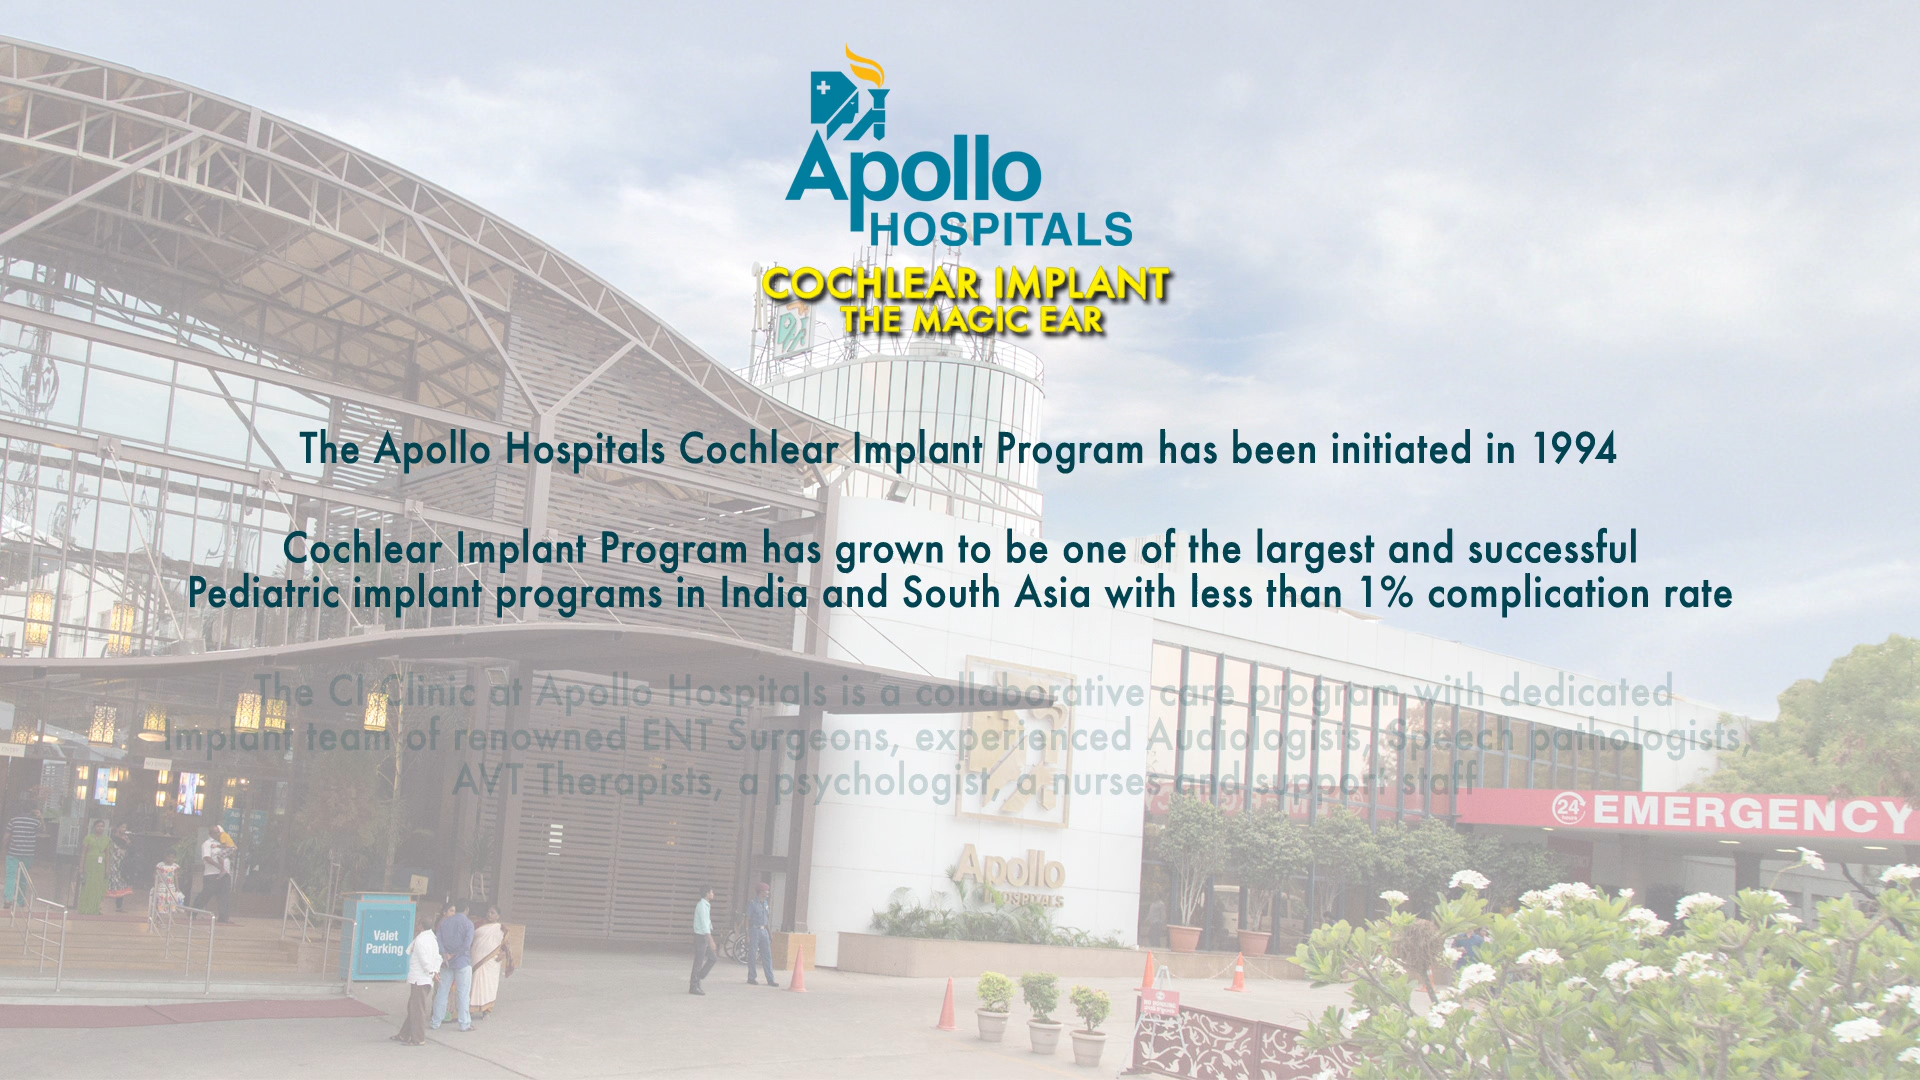 Apollo
HOSPITALS
COCHLEAR IMPLANT
THE MAGIC EAR
The Apollo Hospitals Cochlear Implant Program has been initiated in 1994
Cochlear Implant Program has grown to be one of the largest and successful
Pediatric implant programs in India and South Asia with less than 1% complication rate
The CI Clinic at Apollo Hospitals is a collaborative care program with dedicated
Implant team of renowned ENT Surgeons, experienced Audiologists, Speech pathologists,
AVT Therapists, a psychologist, a nurses and support staff
24
EMERGENCY
Apollo
HOSPITALS
Valet
Parking